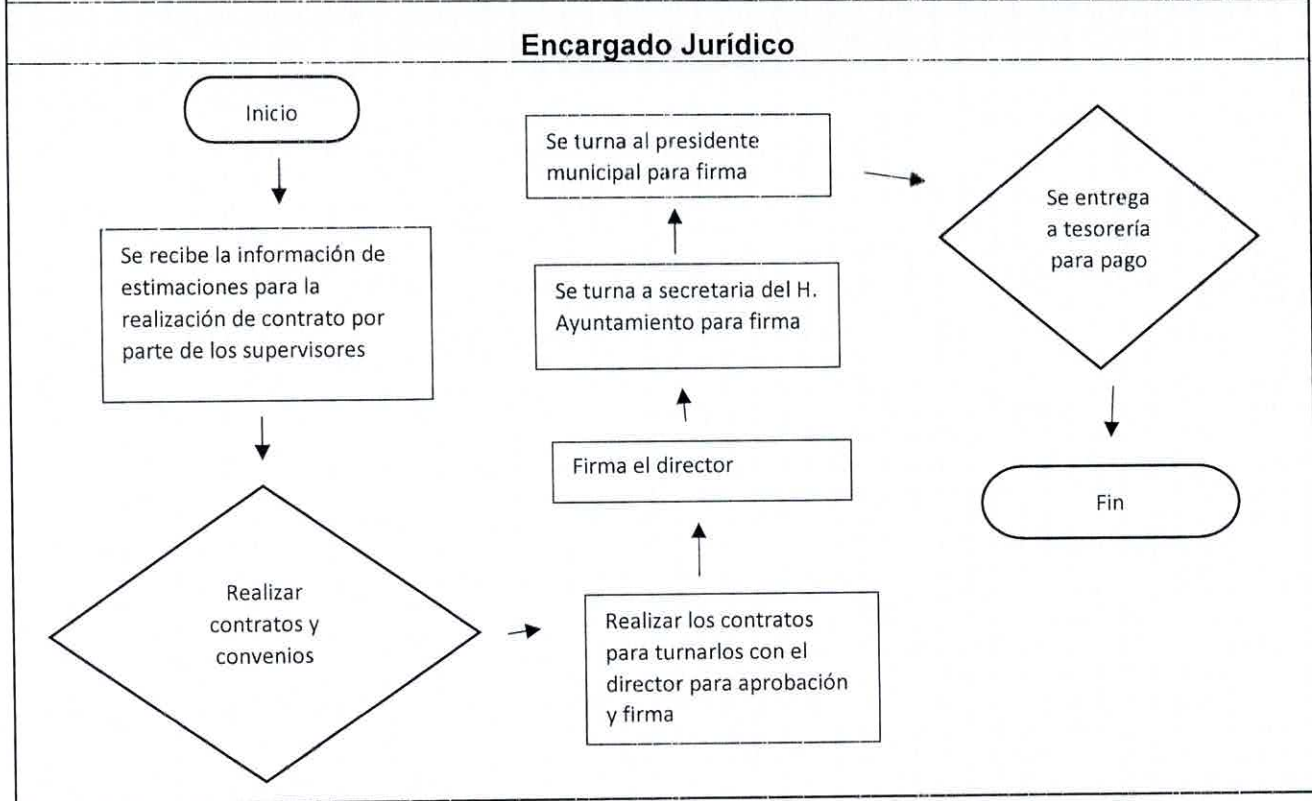 Encargado Jurídico
Inicio
Se recibe la información de
estimaciones para la
realización de contrato por
parte de los supervisores
Realizar
contratos y
convenios
Realizar los contratos
para turnarlos con el
director para aprobación
y firma
Firma el director
Se turna a secretaria del H.
Ayuntamiento para firma
Se turna al presidente
municipal para firma
Se entrega
a tesorería
para pago
Fin